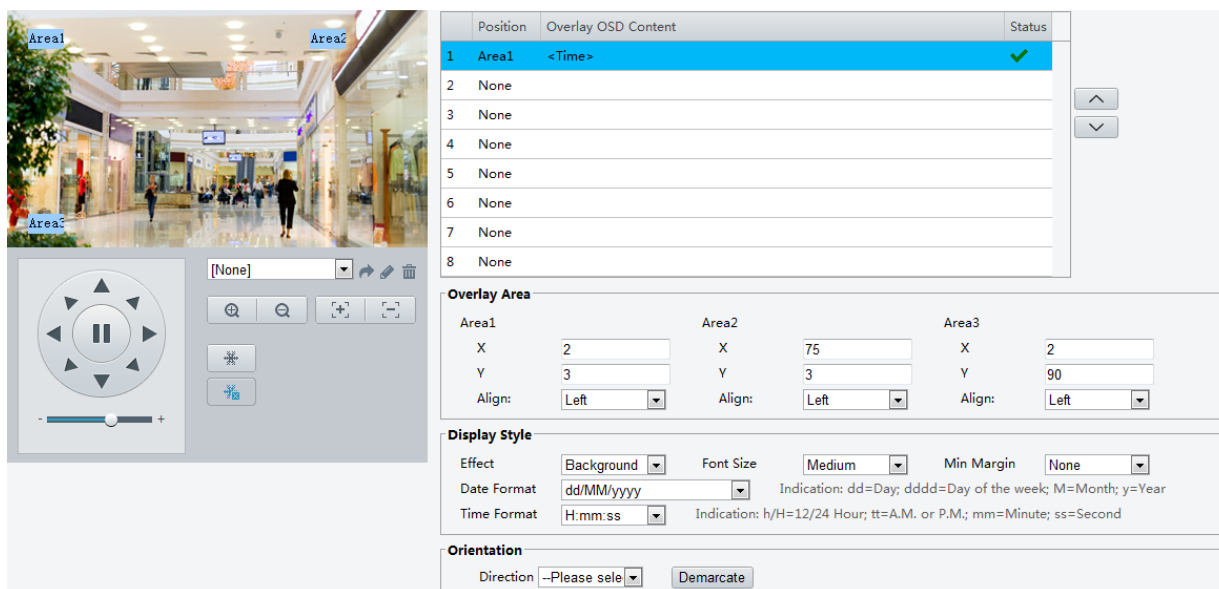 Area1
Area2
Area3
[None]
- +
Position Overlay OSD Content Status
1 Area1 <Time>
2 None
3 None
4 None
5 None
6 None
7 None
8 None
Overlay Area
Area1 Area2 Area3
X 2 X 75 X 2
Y 3 Y 3 Y 90
Align: Left Align: Left Align: Left
Display Style
Effect Background Font Size Medium Min Margin None
Date Format dd/MM/yyyy Indication: dd=Day; dddd=Day of the week; M=Month; y=Year
Time Format H:mm:ss Indication: h/H=12/24 Hour; tt=A.M. or P.M.; mm=Minute; ss=Second
Orientation
Direction --Please sele Demarcate